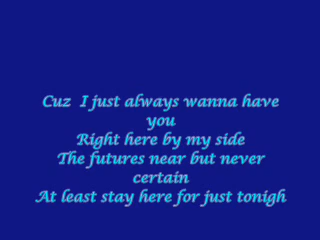 Cuz I just always wanna have
you
Right here by my side
The futures near but never
certain
At least stay here for just tonigh